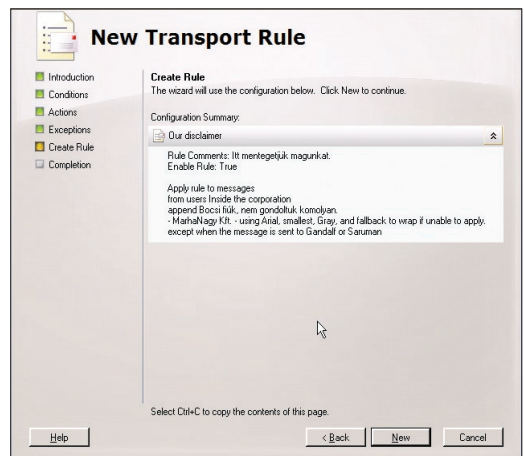 New Transport Rule
Introduction
Conditions
Actions
Exceptions
Create Rule
Completion
Create Rule
The wizard will use the configuration below. Click New to continue.
Configuration Summary:
Our disclaimer
Rule Comments: Itt mentegetjük magunkat.
Enable Rule: True
Apply rule to messages
from users Inside the corporation
append Bocsi fiúk, nem gondoltuk komolyan.
- MarhaNagy Kft. - using Arial, smallest, Gray, and fallback to wrap if unable to apply.
except when the message is sent to Gandalf or Saruman
Select Ctrl+C to copy the contents of this page.
Help
< Back
New
Cancel